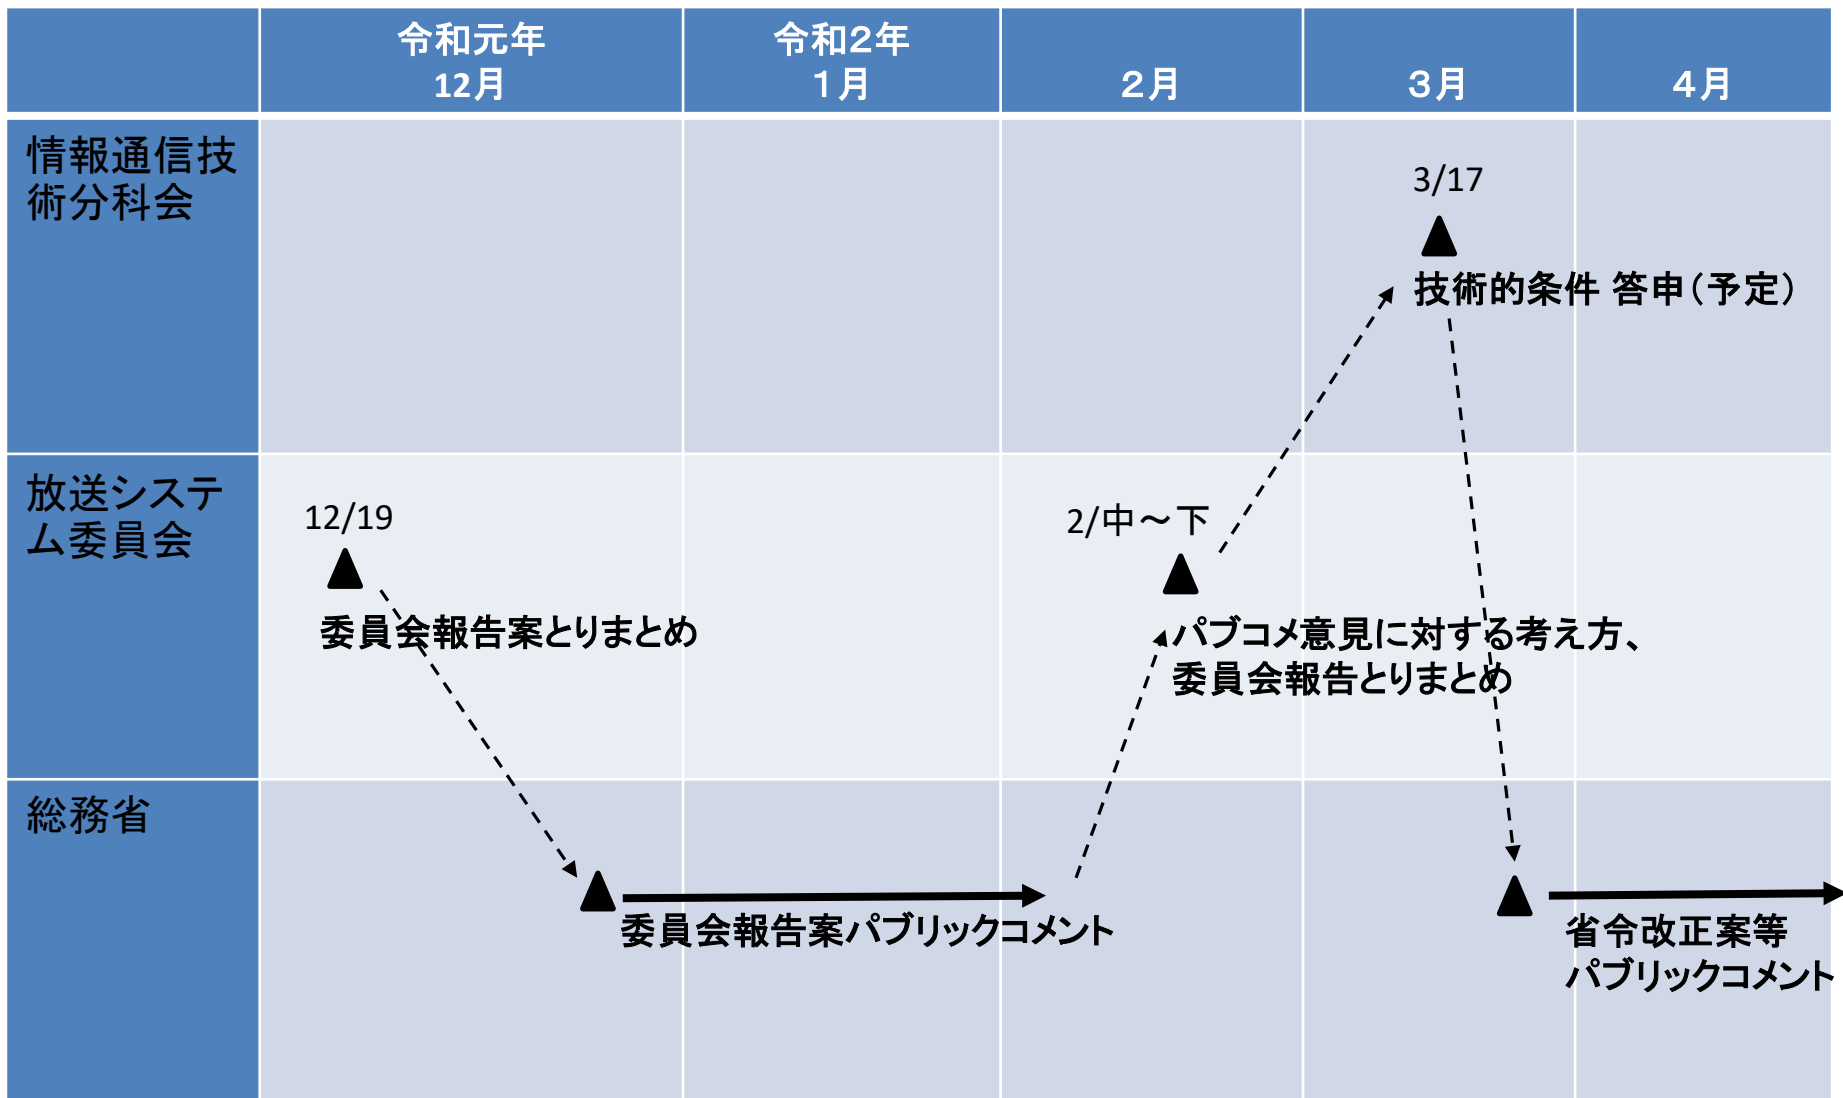 令和元年
12月
令和２年
１月
２月
３月
４月
情報通信技
術分科会
3/17
技術的条件 答申（予定）
放送システ
ム委員会
12/19
委員会報告案とりまとめ
2/中～下
パブコメ意見に対する考え方、
委員会報告とりまとめ
総務省
委員会報告案パブリックコメント
省令改正案等
パブリックコメント